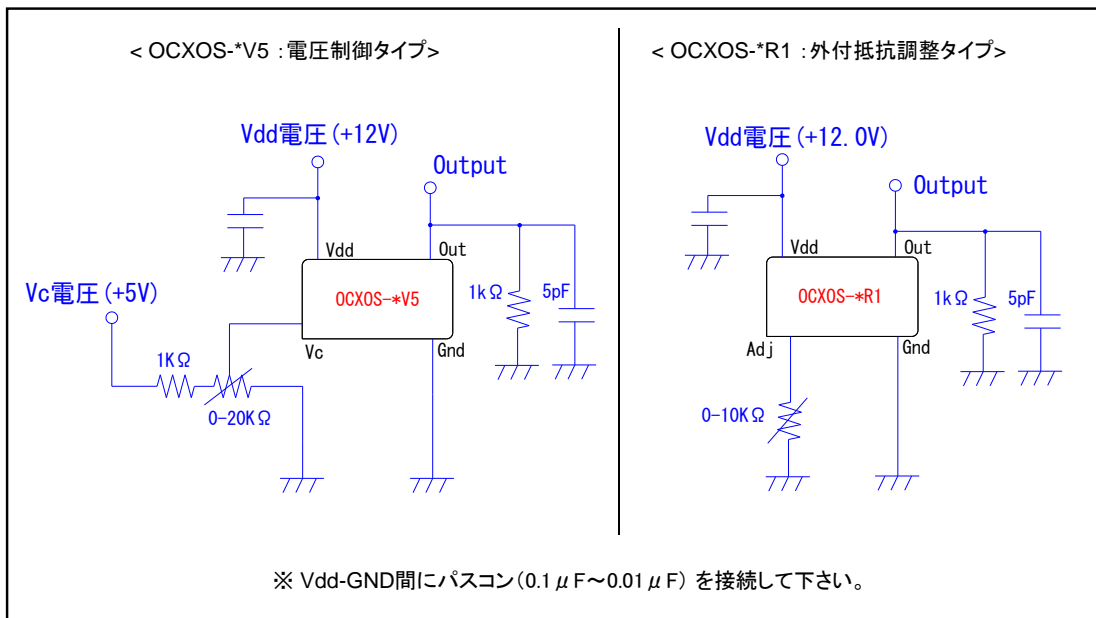 < OCXOS-*V5 : 電圧制御タイプ>
Vdd電圧(+12V)
Output
Vdd
Out
OCXOS-*V5
Vc電圧(+5V)
Vc
Gnd
1kΩ
5pF
1KΩ
0-20KΩ
< OCXOS-*R1 : 外付抵抗調整タイプ>
Vdd電圧(+12.0V)
Output
Vdd
Out
OCXOS-*R1
Adj
Gnd
1kΩ
5pF
0-10KΩ
※ Vdd-GND間にパスコン(0.1μF~0.01μF) を接続して下さい。